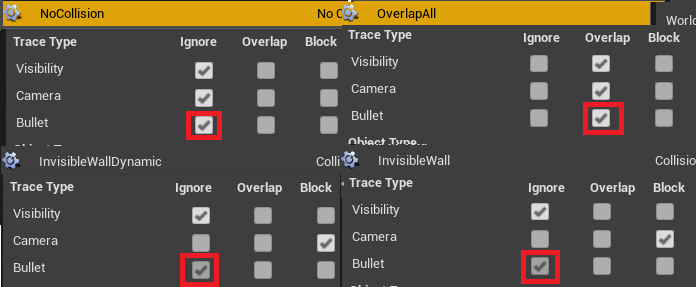 NoCollision No C
Trace Type Ignore Overlap Block
Visibility
Camera
Bullet
OverlapAll World
Trace Type Ignore Overlap Block
Visibility
Camera
Bullet
Object Type
InvisibleWallDynamic Colli
Trace Type Ignore Overlap Block
Visibility
Camera
Bullet
InvisibleWall Collision
Trace Type Ignore Overlap Block
Visibility
Camera
Bullet